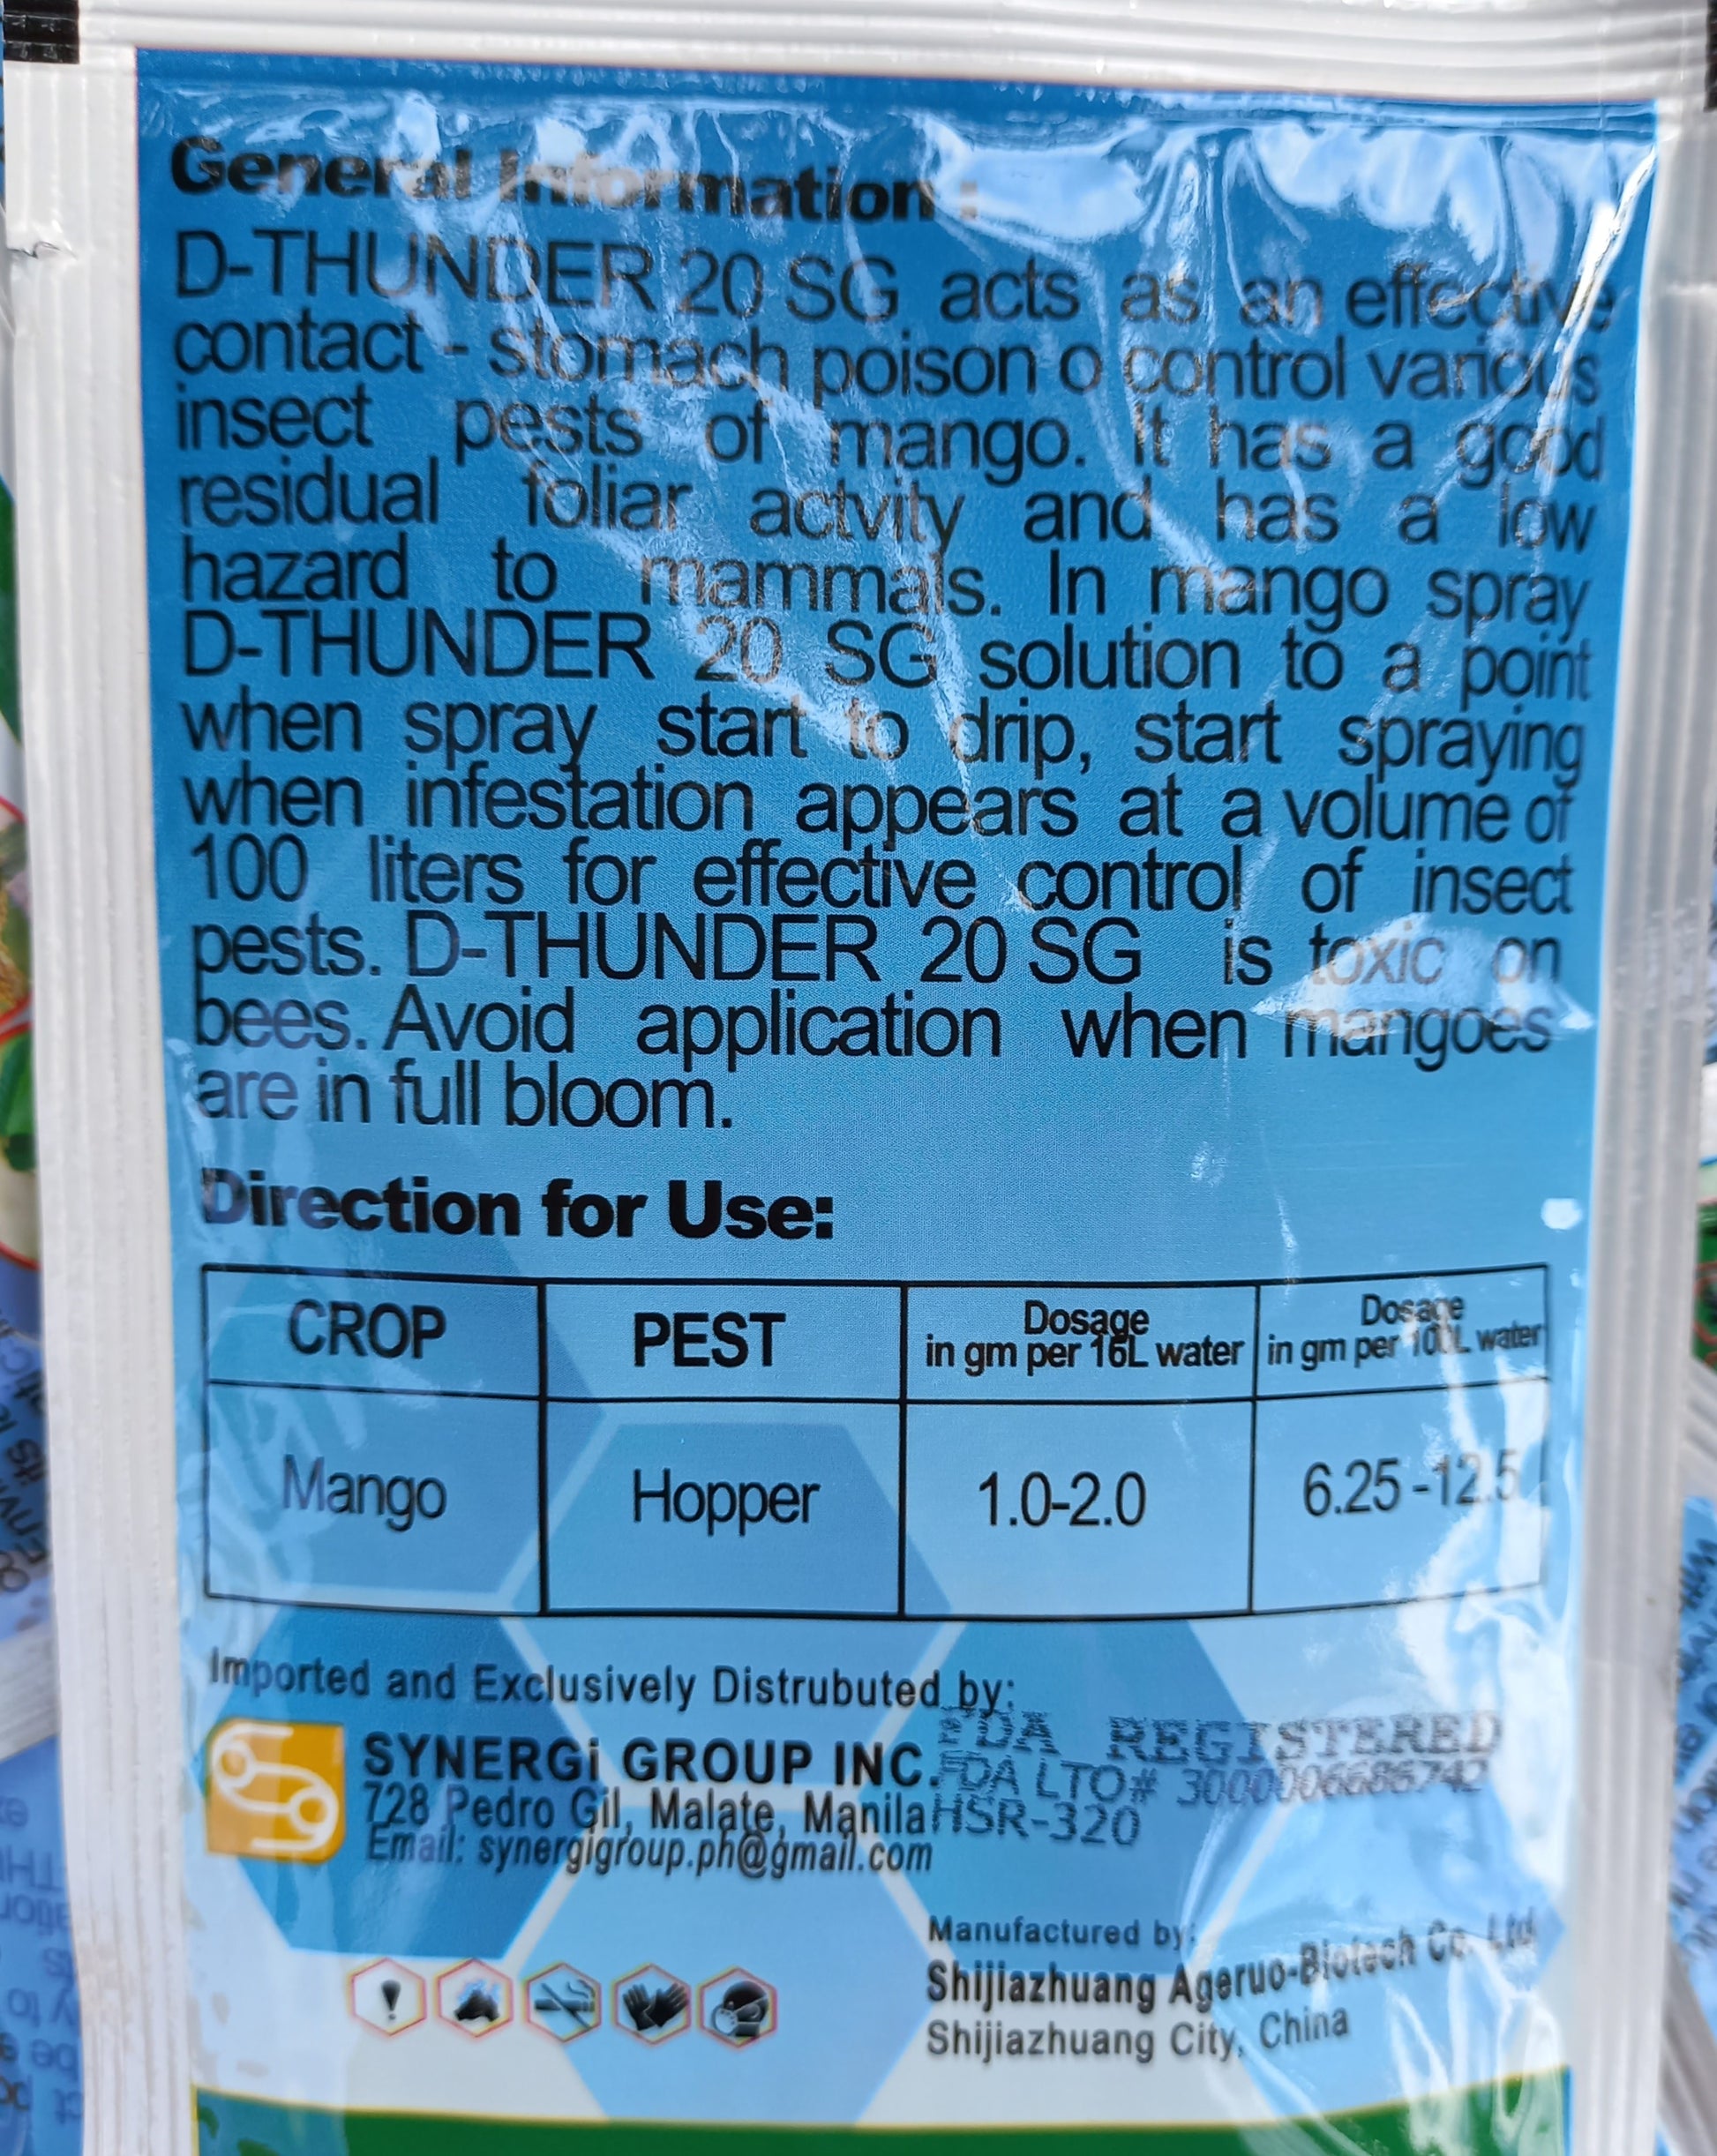 General Information :
D-THUNDER 20 SG acts as an effective
contact - stomach poison o control various
insect pests of mango. It has a good
residual foliar actvity and has a low
hazard to mammals. In mango spray
D-THUNDER 20 SG solution to a point
when spray start to drip, start spraying
when infestation appears at a volume of
100 liters for effective control of insect
pests. D-THUNDER 20 SG is toxic on
bees. Avoid application when mangoes
are in full bloom.
Direction for Use:
CROP PEST Dosage in gm per 16L water Dosage in gm per 100L water
Mango Hopper 1.0-2.0 6.25-12.5
Imported and Exclusively Distrubuted by:
SYNERGi GROUP INC.
728 Pedro Gil, Malate, Manila
Email: synergigroup.ph@gmail.com
FDA REGISTERED
FDA LTO# 3000006686742
HSR-320
Manufactured by:
Shijiazhuang Ageruo-Biotech Co. Ltd
Shijiazhuang City, China